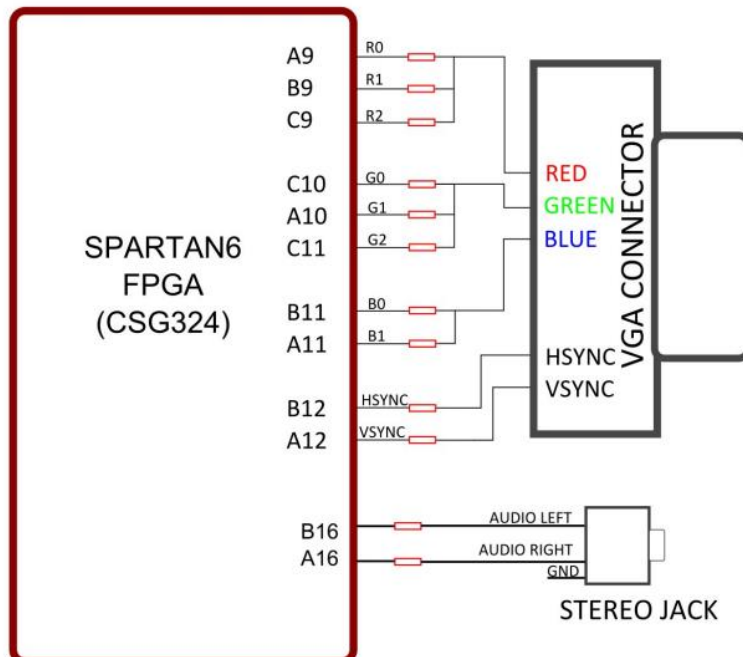 A9
R0
B9
R1
C9
R2
C10
G0
A10
G1
C11
G2
B11
B0
A11
B1
B12
HSYNC
A12
VSYNC
B16
AUDIO LEFT
A16
AUDIO RIGHT
GND
SPARTAN6
FPGA
(CSG324)
RED
GREEN
BLUE
HSYNC
VSYNC
VGA CONNECTOR
STEREO JACK